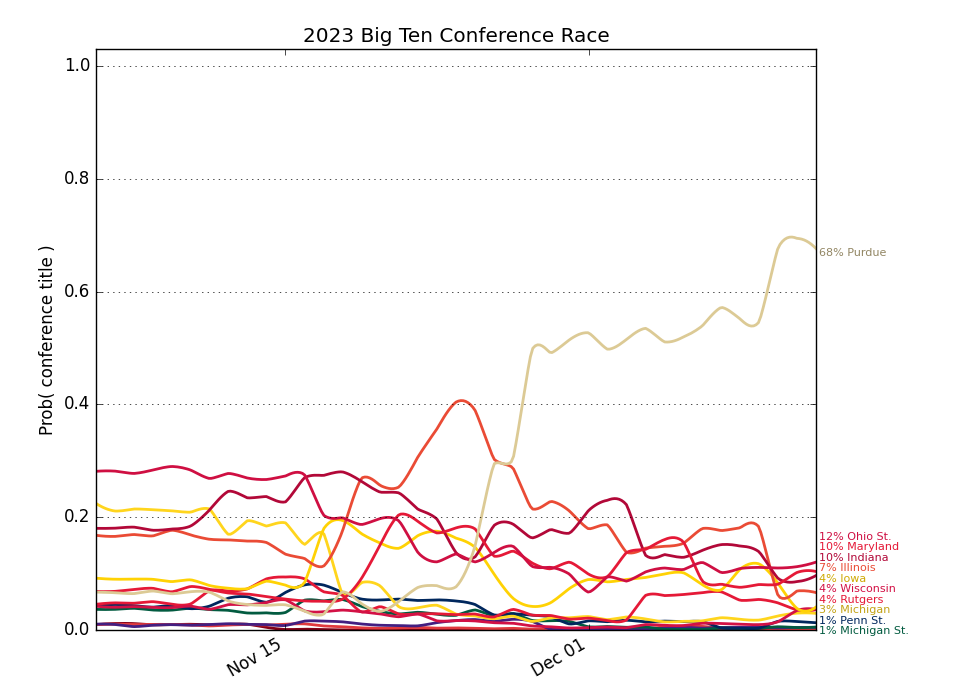 2023 Big Ten Conference Race
1.0
0.8
0.6
0.4
0.2
0.0
Prob( conference title )
Nov 15
Dec 01
68% Purdue
12% Ohio St.
10% Maryland
10% Indiana
7% Illinois
4% Iowa
4% Wisconsin
4% Rutgers
3% Michigan
1% Penn St.
1% Michigan St.